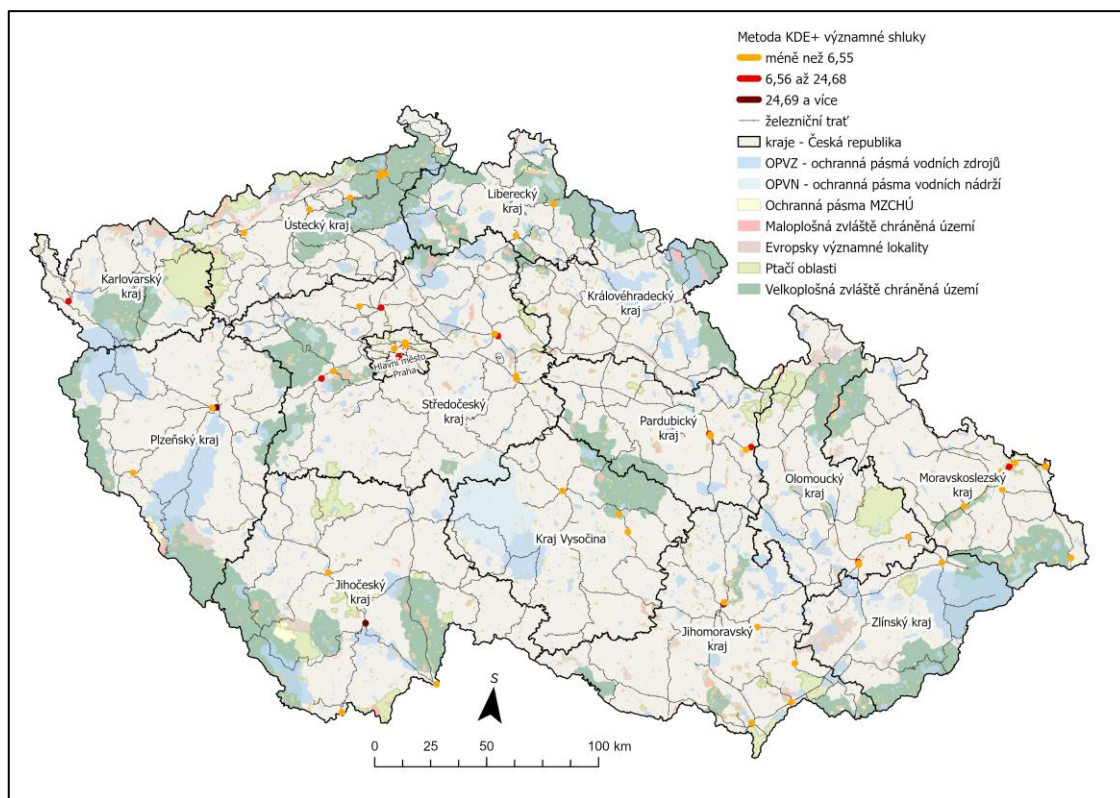 Metoda KDE+ významné shluky
méně než 6,55
6,56 až 24,68
24,69 a více
železniční trať
kraje - Česká republika
OPVZ - ochranná pásmá vodních zdrojů
OPVN - ochranná pásma vodních nádrží
Ochranná pásma MZCHÚ
Maloplošná zvláště chráněná území
Evropsky významné lokality
Ptačí oblasti
Velkoplošná zvláště chráněná území
Liberecký
kraj
Ústecký kraj
Karlovarský
kraj
Královéhradecký
kraj
Hlavní město
Praha
Středočeský
kraj
Pardubický
kraj
Plzeňský kraj
Olomoucký
kraj
Moravskoslezský
kraj
Kraj Vysočina
Jihočeský
kraj
Zlínský kraj
Jihomoravský
kraj
S
0 25 50 100 km